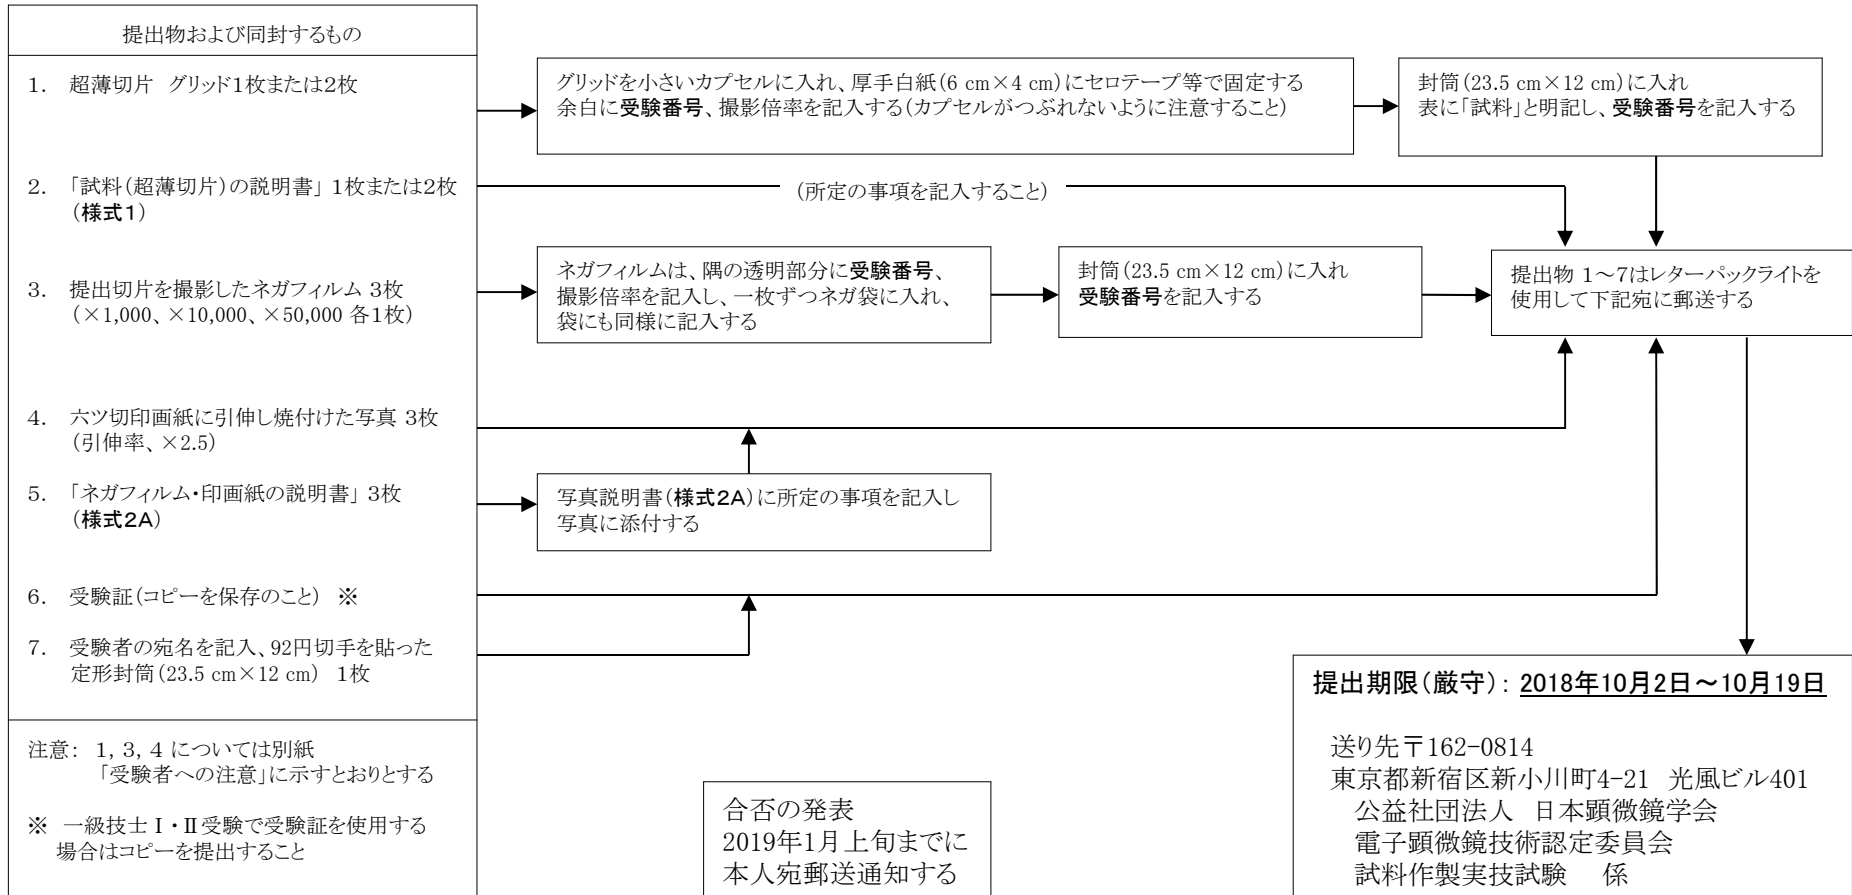 提出物および同封するもの
1. 超薄切片 グリッド1枚または2枚
グリッドを小さいカプセルに入れ、厚手白紙(6 cm×4 cm)にセロテープ等で固定する
余白に受験番号、撮影倍率を記入する(カプセルがつぶれないように注意すること)
封筒(23.5 cm×12 cm)に入れ
表に「試料」と明記し、受験番号を記入する
2. 「試料(超薄切片)の説明書」 1枚または2枚
(様式1)
(所定の事項を記入すること)
3. 提出切片を撮影したネガフィルム 3枚
(×1,000、×10,000、×50,000 各1枚)
ネガフィルムは、隅の透明部分に受験番号、
撮影倍率を記入し、一枚ずつネガ袋に入れ、
袋にも同様に記入する
封筒(23.5 cm×12 cm)に入れ
受験番号を記入する
提出物 1~7はレターパックライトを
使用して下記宛に郵送する
4. 六ツ切印画紙に引伸し焼付けた写真 3枚
(引伸率、×2.5)
5. 「ネガフィルム・印画紙の説明書」 3枚
(様式2A)
写真説明書(様式2A)に所定の事項を記入し
写真に添付する
6. 受験証(コピーを保存のこと) ※
7. 受験者の宛名を記入、92円切手を貼った
定形封筒(23.5 cm×12 cm) 1枚
注意: 1, 3, 4 については別紙
「受験者への注意」に示すとおりとする
※ 一級技士Ⅰ・Ⅱ受験で受験証を使用する
場合はコピーを提出すること
合否の発表
2019年1月上旬までに
本人宛郵送通知する
提出期限(厳守): 2018年10月2日~10月19日
送り先〒162-0814
東京都新宿区新小川町4-21 光風ビル401
公益社団法人 日本顕微鏡学会
電子顕微鏡技術認定委員会
試料作製実技試験 係